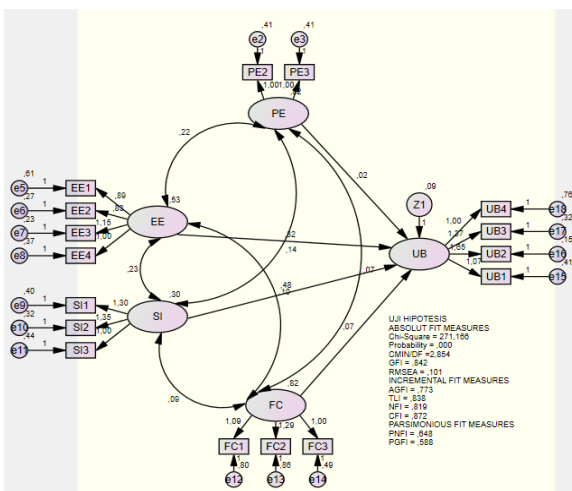 ,41
,41
e2
e3
1
1
PE2
PE3
1,00
1,00
PE
,22
,02
,61
e5
1
EE1
,89
,27
e6
1
EE2
,83
,53
,23
e7
1
EE3
1,15
EE
,37
e8
1
EE4
1,00
,14
,09
Z1
1
UB
UB4
1,00
1
e18
,76
UB3
1
e17
,32
UB2
1
e16
UB1
1,07
1
e15
,41
,23
,30
,48
,07
,40
e9
1
SI1
1,30
,32
e10
1
SI2
1,35
SI
,44
e11
1
SI3
1,00
,07
,09
,82
FC
1,09
1,29
1,00
FC1
FC2
FC3
1
1
1
,80
,86
,49
e12
e13
e14
UJI HIPOTESIS
ABSOLUT FIT MEASURES
Chi-Square = 271,166
Probability = ,000
CMIN/DF =2,854
GFI = ,842
RMSEA = ,101
INCREMENTAL FIT MEASURES
AGFI = ,773
TLI = ,838
NFI = ,819
CFI = ,872
PARSIMONIOUS FIT MEASURES
PNFI = ,648
PGFI = ,588